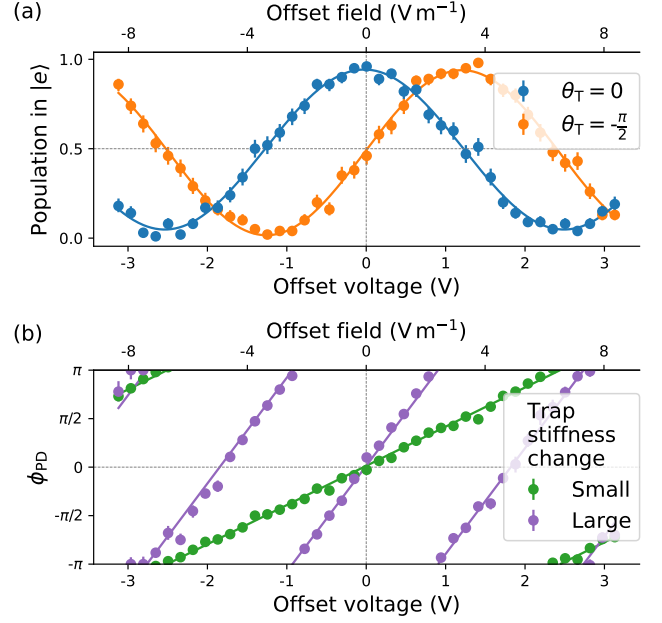 (a)
Offset field (V m⁻¹)
-8 -4 0 4 8
1.0
0.5
0.0
Population in |e⟩
θ_T = 0
θ_T = -π/2
-3 -2 -1 0 1 2 3
Offset voltage (V)
(b)
Offset field (V m⁻¹)
-8 -4 0 4 8
π
π/2
0
-π/2
-π
ϕ_PD
Trap
stiffness
change
Small
Large
-3 -2 -1 0 1 2 3
Offset voltage (V)